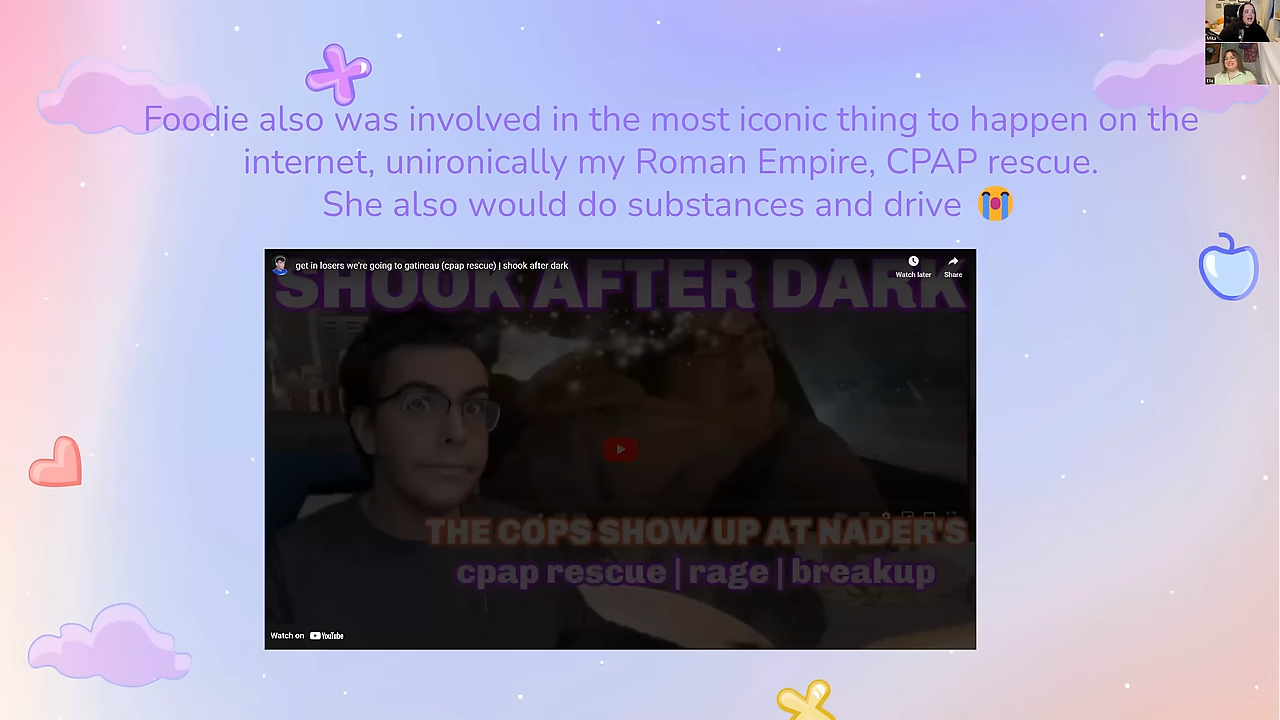 Foodie also was involved in the most iconic thing to happen on the
internet, unironically my Roman Empire, CPAP rescue.
She also would do substances and drive 😭
get in losers we're going to gatineau (cpap rescue) | shook after dark
Watch later
Share
SHOOK AFTER DARK
THE COPS SHOW UP AT NADER'S
cpap rescue | rage | breakup
Watch on YouTube
Mika
Elle